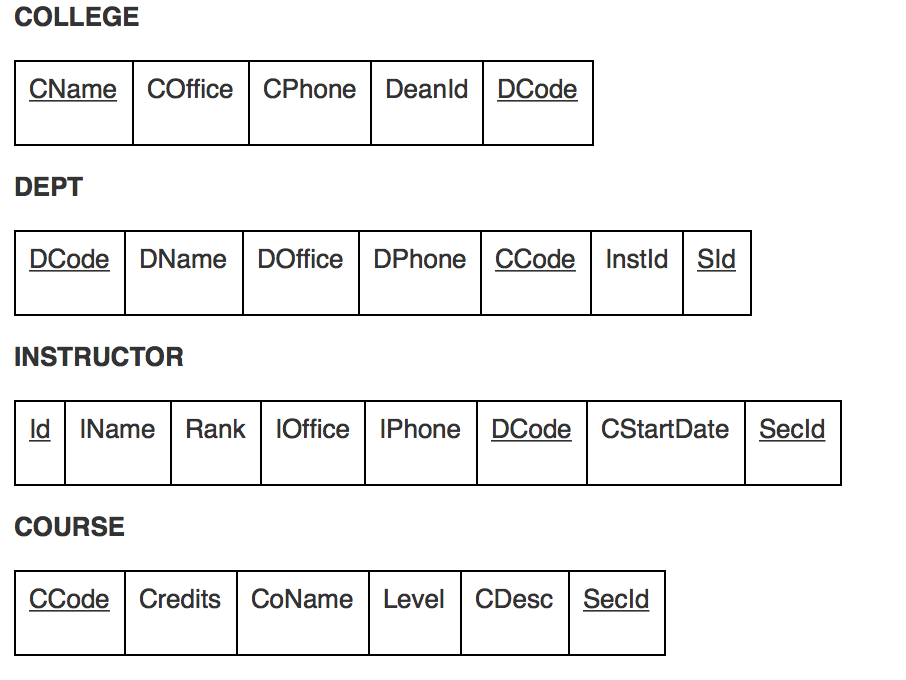 COLLEGE
CName COffice CPhone DeanId DCode
DEPT
DCode DName DOffice DPhone CCode InstId SId
INSTRUCTOR
Id IName Rank IOffice IPhone DCode CStartDate SecId
COURSE
CCode Credits CoName Level CDesc SecId